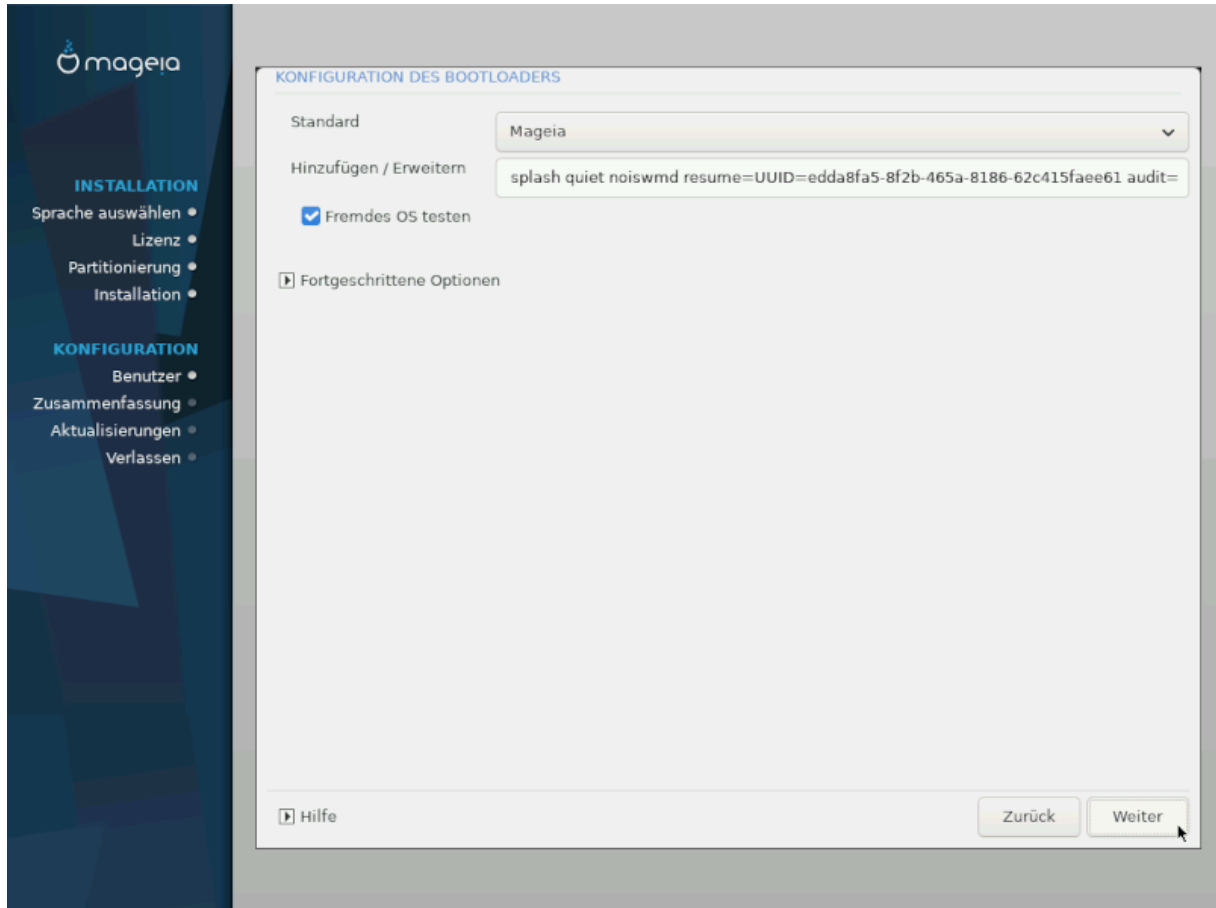 mageia
INSTALLATION
Sprache auswählen
Lizenz
Partitionierung
Installation
KONFIGURATION
Benutzer
Zusammenfassung
Aktualisierungen
Verlassen
KONFIGURATION DES BOOTLOADERS
Standard
Mageia
Hinzufügen / Erweitern
splash quiet noiswmd resume=UUID=edda8fa5-8f2b-465a-8186-62c415faee61 audit=
Fremdes OS testen
Fortgeschrittene Optionen
Hilfe
Zurück
Weiter